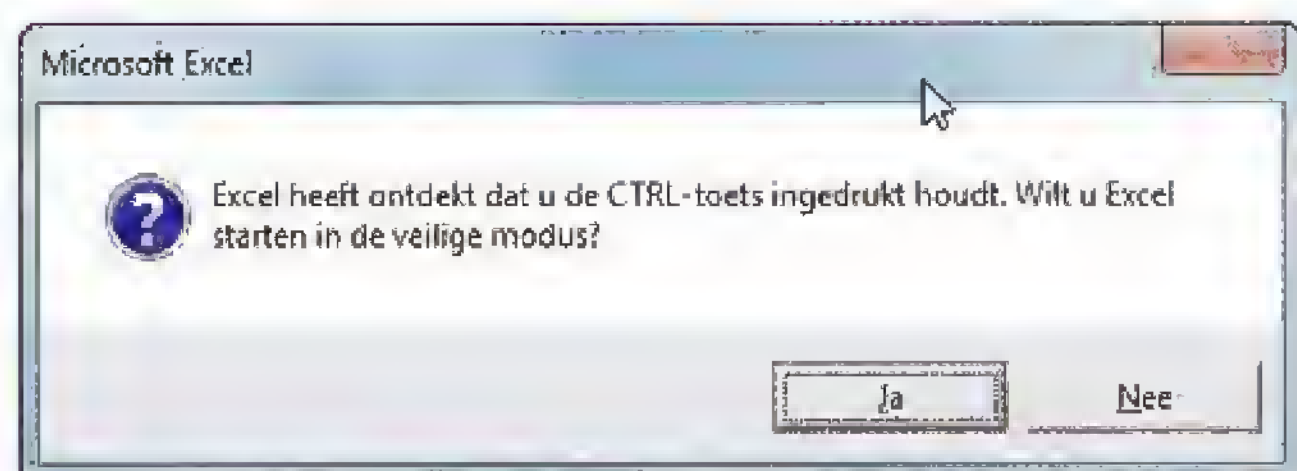 Microsoft Excel
Excel heeft ontdekt dat u de CTRL-toets ingedrukt houdt. Wilt u Excel
starten in de veilige modus?
Ja
Nee